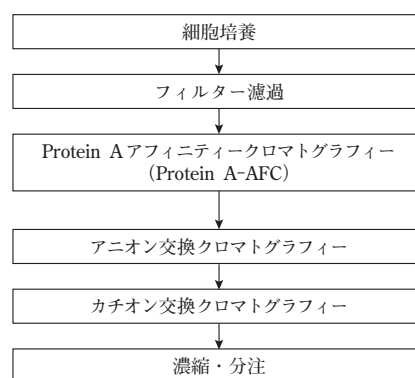 細胞培養
フィルター濾過
Protein Aアフィニティークロマトグラフィー
（Protein A-AFC）
アニオン交換クロマトグラフィー
カチオン交換クロマトグラフィー
濃縮・分注